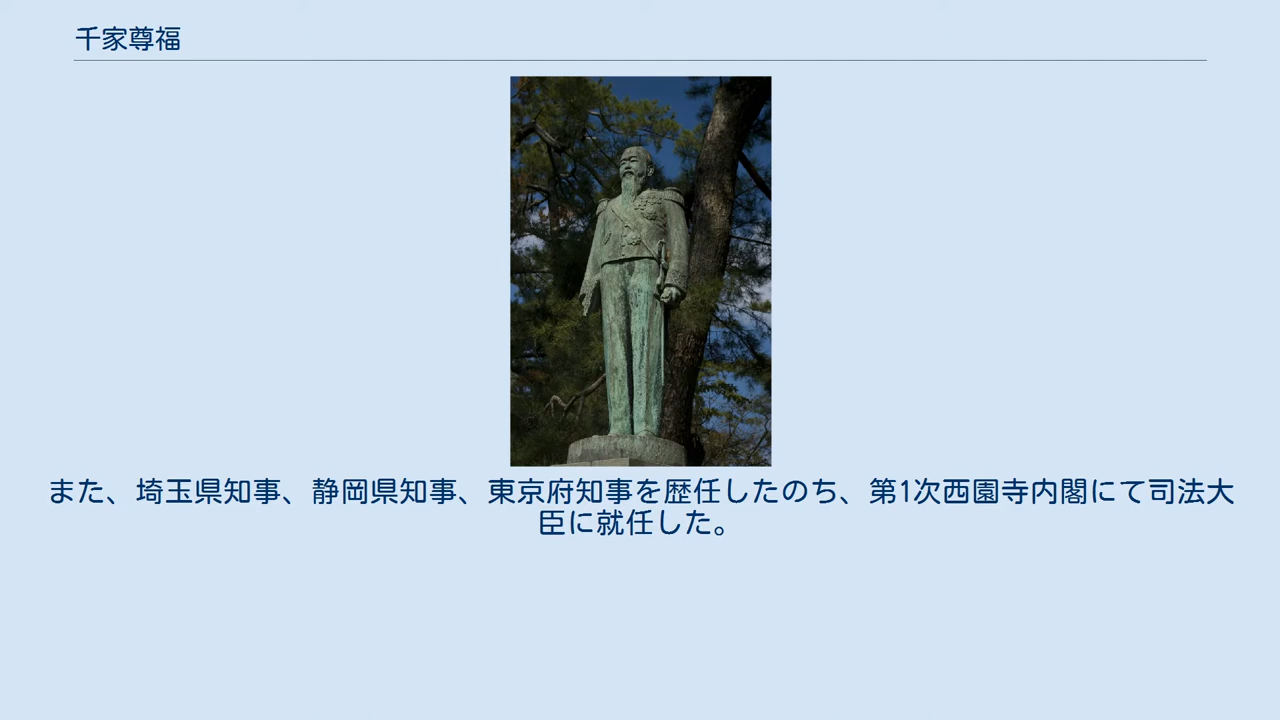 千家尊福
また、埼玉県知事、静岡県知事、東京府知事を歴任したのち、第1次西園寺内閣にて司法大
臣に就任した。